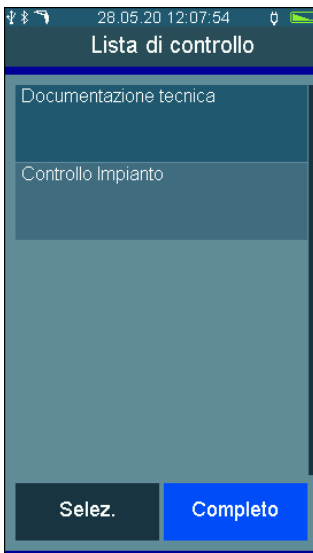 28.05.20 12:07:54
Lista di controllo
Documentazione tecnica
Controllo Impianto
Selez.
Completo